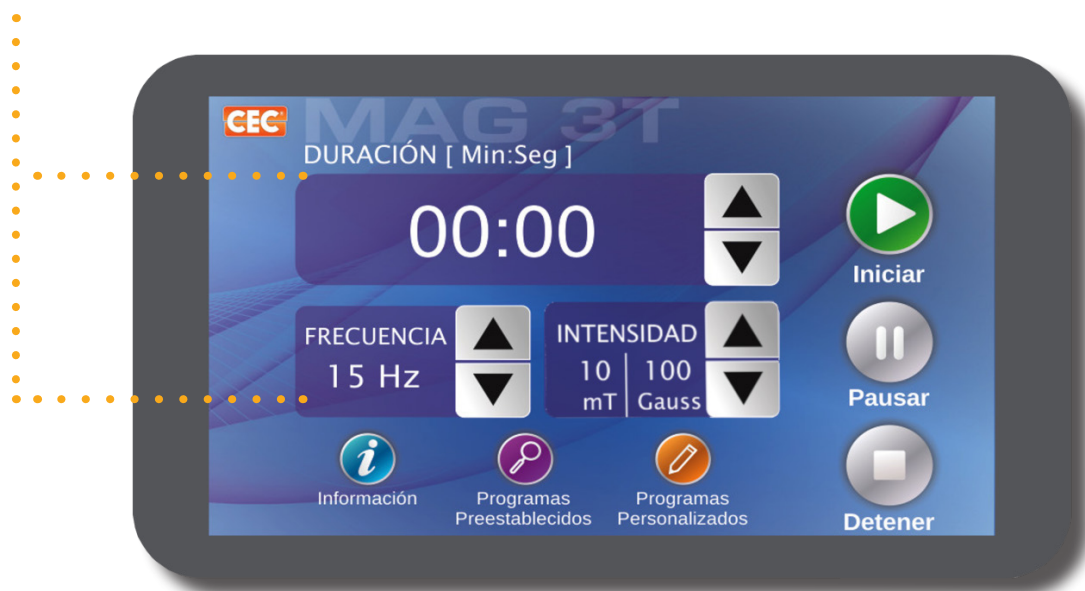 CEC
MAG 3T
DURACIÓN [ Min:Seg ]
00:00
Iniciar
FRECUENCIA
15 Hz
INTENSIDAD
10 | 100
mT | Gauss
Pausar
Información
Programas
Preestablecidos
Programas
Personalizados
Detener